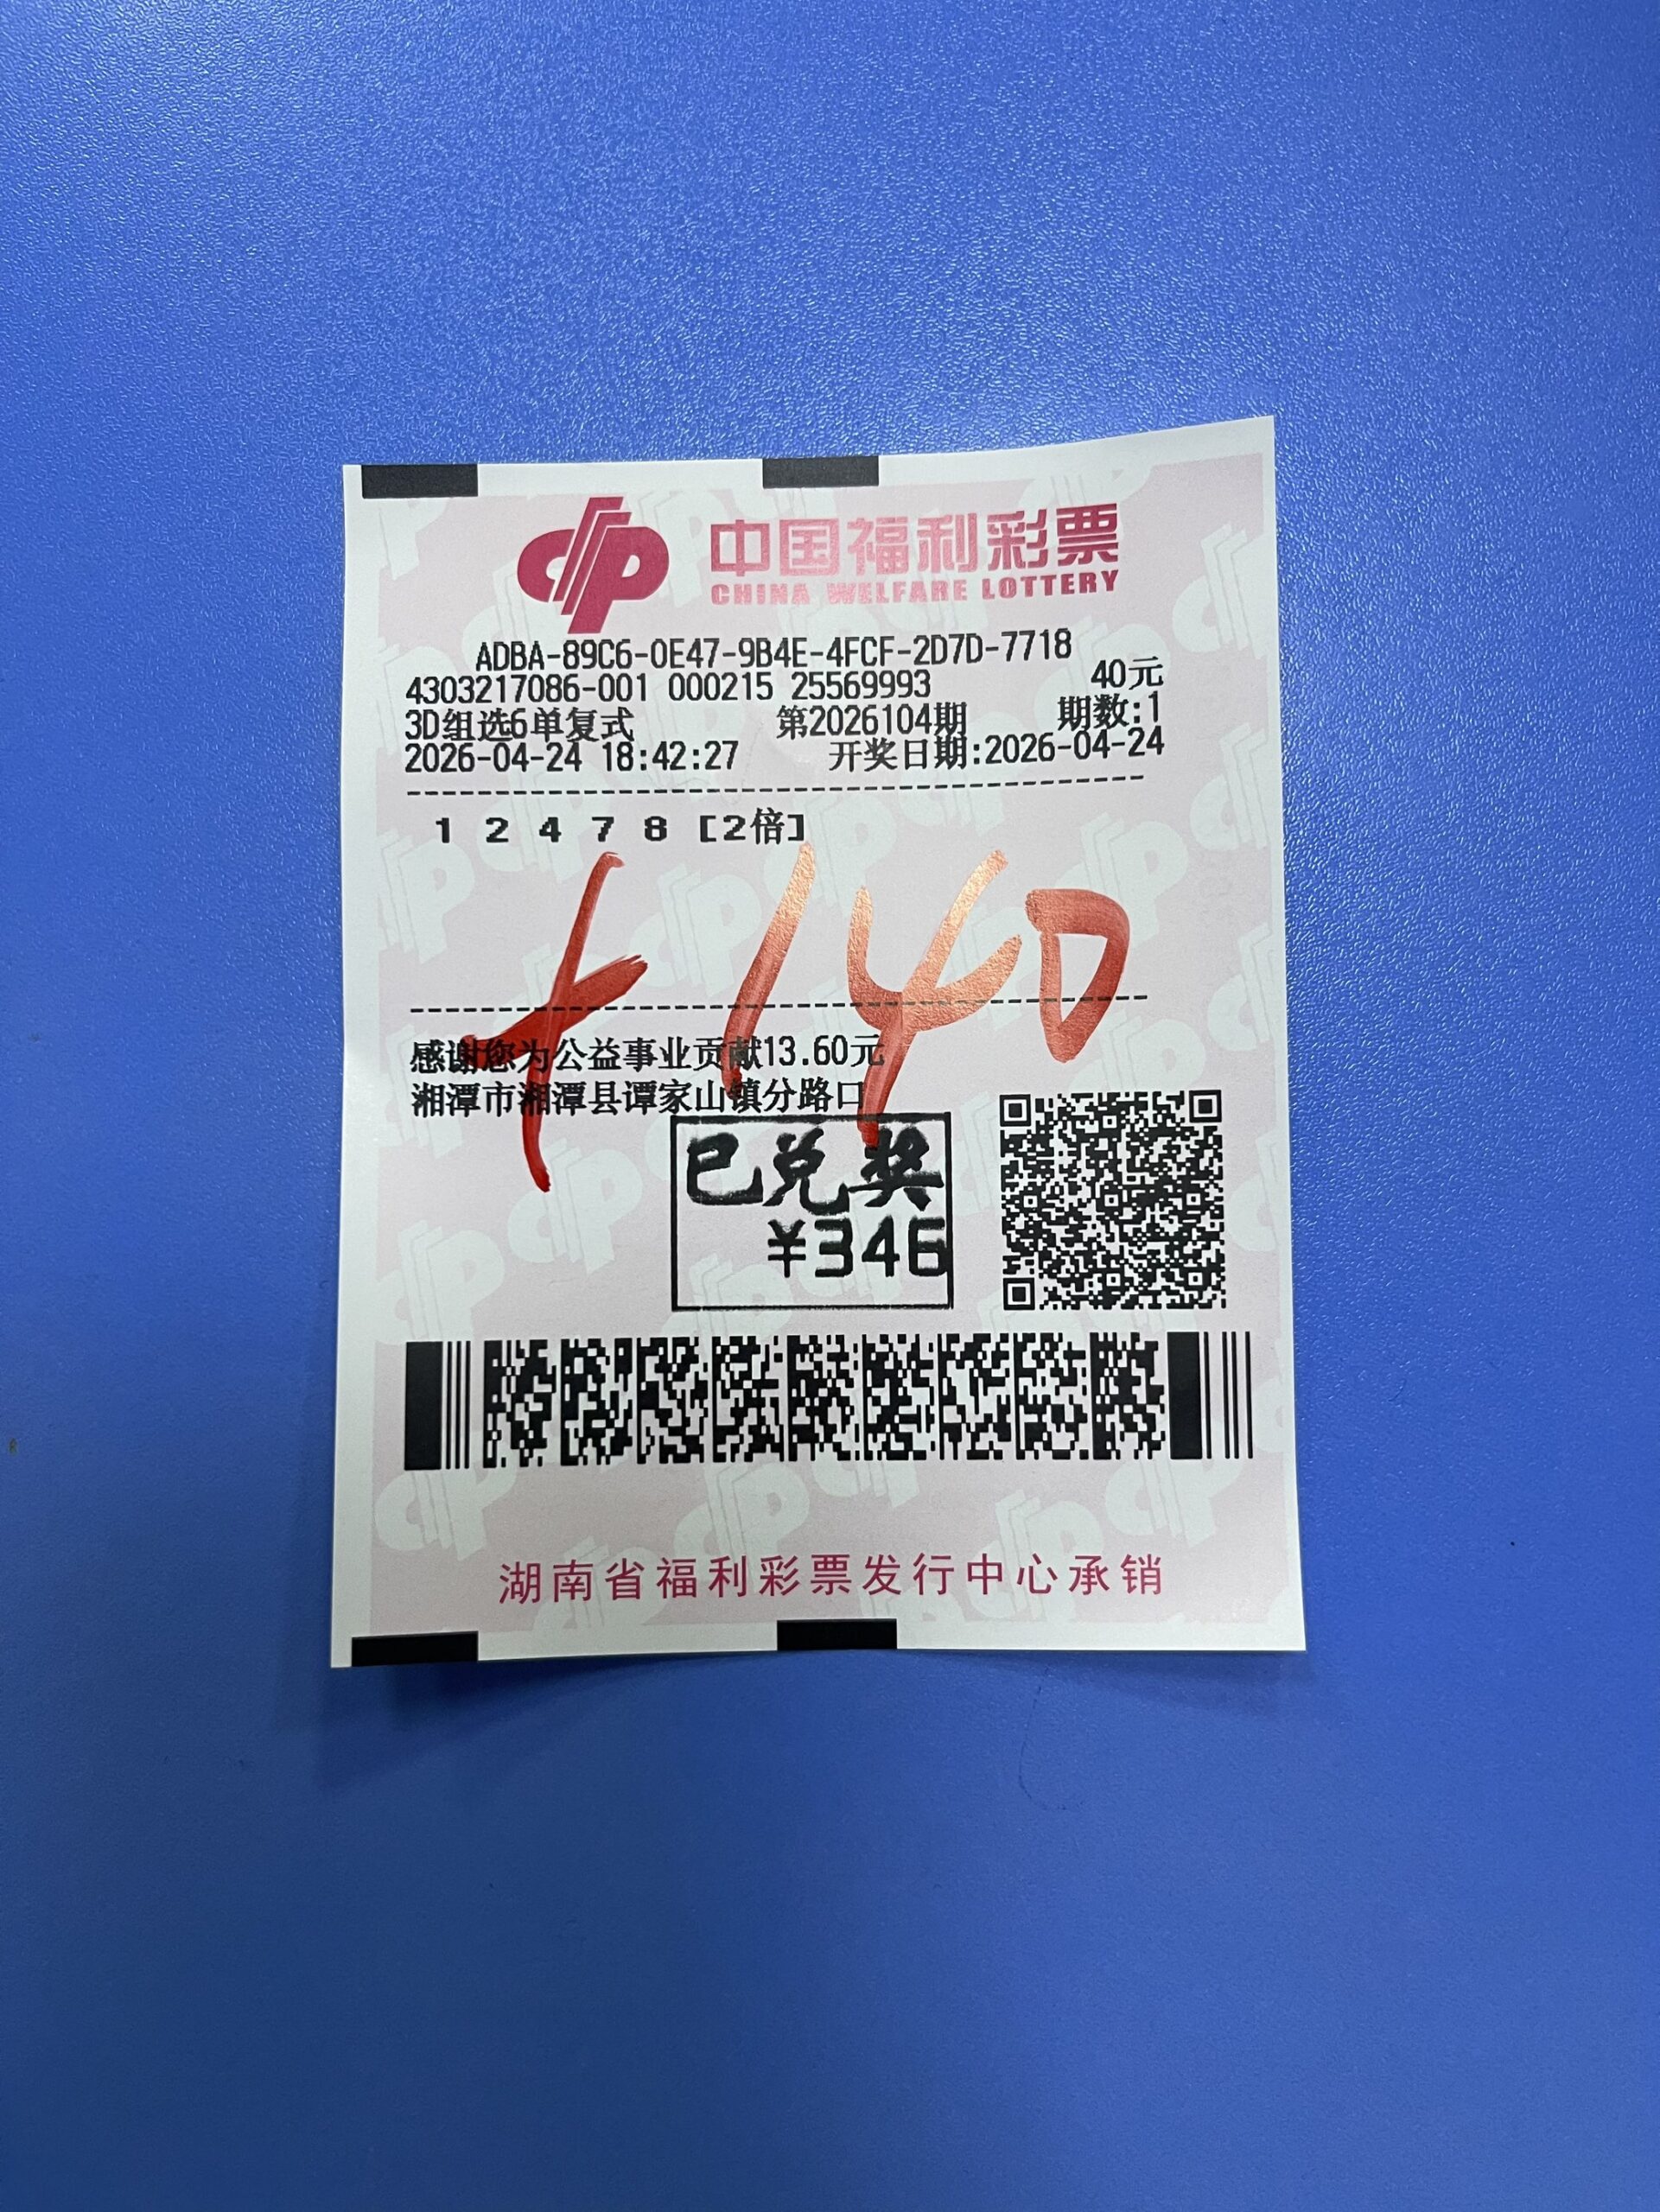 中国福利彩票
CHINA WELFARE LOTTERY
ADBA-89C6-0E47-9B4E-4FCF-2D7D-7718
4303217086-001 000215 25569993 40元
3D组选6单复式 第2026104期 期数:1
2026-04-24 18:42:27 开奖日期:2026-04-24
1 2 4 7 8 [2倍]
+140
感谢您为公益事业贡献13.60元
湘潭市湘潭县谭家山镇分路口
已兑奖
¥346
湖南省福利彩票发行中心承销